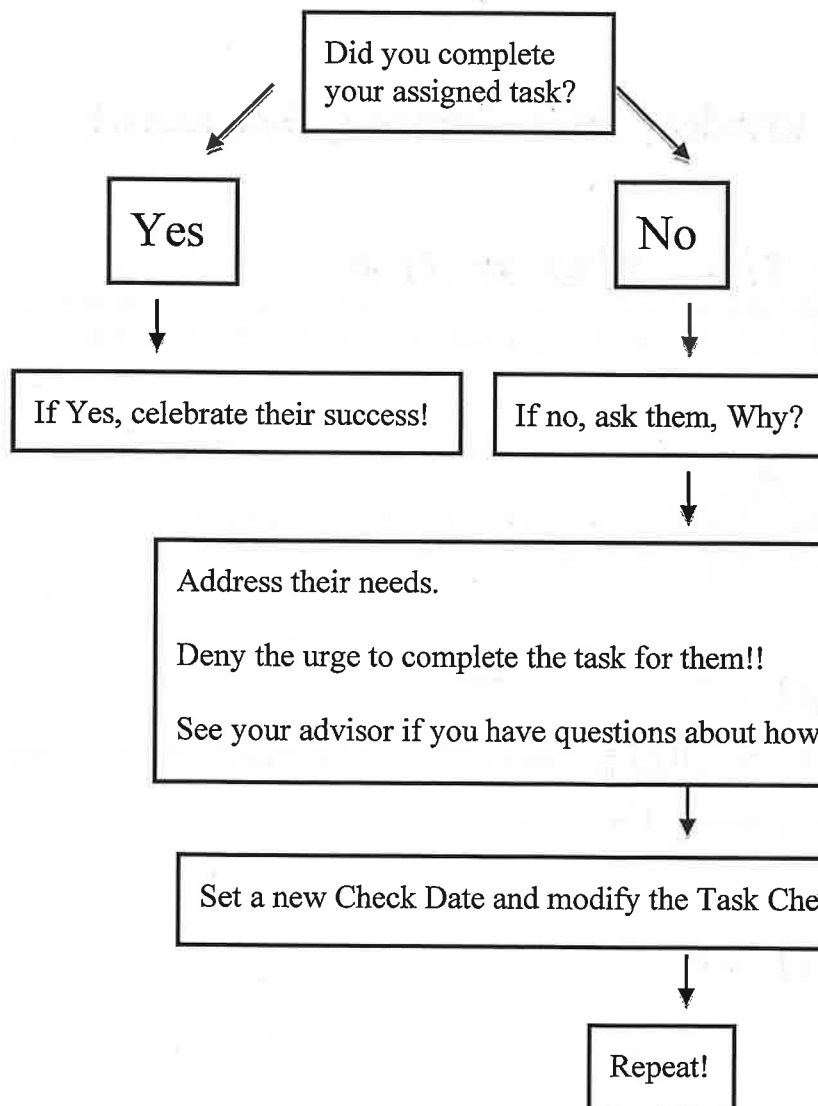 Did you complete
your assigned task?
Yes
No
If Yes, celebrate their success!
If no, ask them, Why?
Address their needs.
Deny the urge to complete the task for them!!
See your advisor if you have questions about how
Set a new Check Date and modify the Task
Repeat!